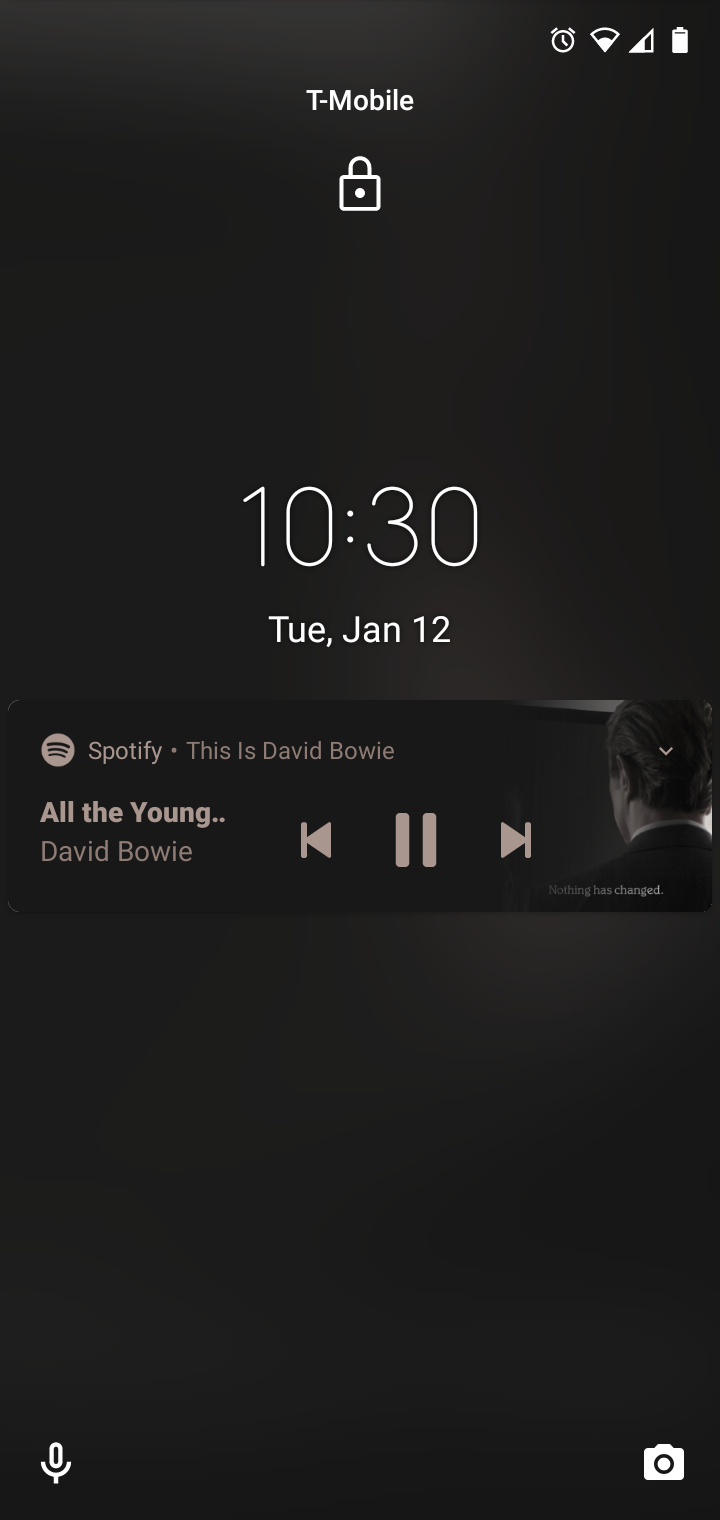 T-Mobile
10:30
Tue, Jan 12
Spotify • This Is David Bowie
All the Young..
David Bowie
Nothing has changed.